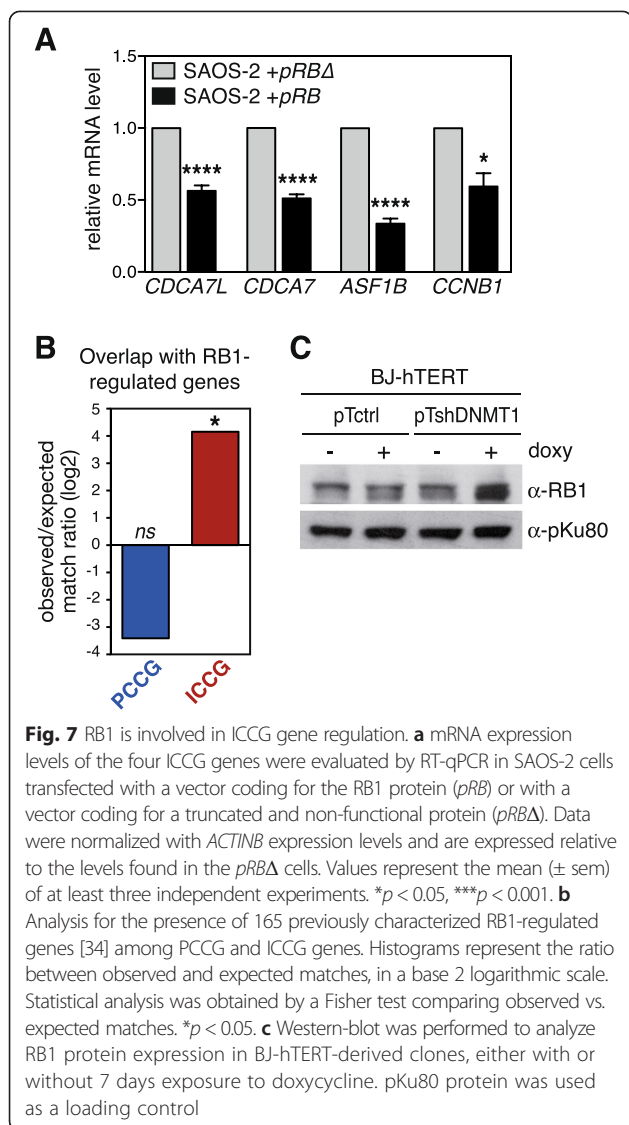 A
1.5
1.0
0.5
0.0
relative mRNA level
SAOS-2 +pRBΔ
SAOS-2 +pRB
****
****
****
*
CDCA7L CDCA7 ASF1B CCNB1
B
Overlap with RB1-
regulated genes
observed/expected
match ratio (log2)
5
4
3
2
1
0
-1
-2
-3
-4
ns
*
PCCG
ICCG
C
BJ-hTERT
pTctrl pTshDNMT1
- + - + doxy
α-RB1
α-pKu80
Fig. 7 RB1 is involved in ICCG gene regulation. a mRNA expression
levels of the four ICCG genes were evaluated by RT-qPCR in SAOS-2 cells
transfected with a vector coding for the RB1 protein (pRB) or with a
vector coding for a truncated and non-functional protein (pRBΔ). Data
were normalized with ACTINB expression levels and are expressed relative
to the levels found in the pRBΔ cells. Values represent the mean (± sem)
of at least three independent experiments. *p < 0.05, ***p < 0.001. b
Analysis for the presence of 165 previously characterized RB1-regulated
genes [34] among PCCG and ICCG genes. Histograms represent the ratio
between observed and expected matches, in a base 2 logarithmic scale.
Statistical analysis was obtained by a Fisher test comparing observed vs.
expected matches. *p < 0.05. c Western-blot was performed to analyze
RB1 protein expression in BJ-hTERT-derived clones, either with or
without 7 days exposure to doxycycline. pKu80 protein was used
as a loading control